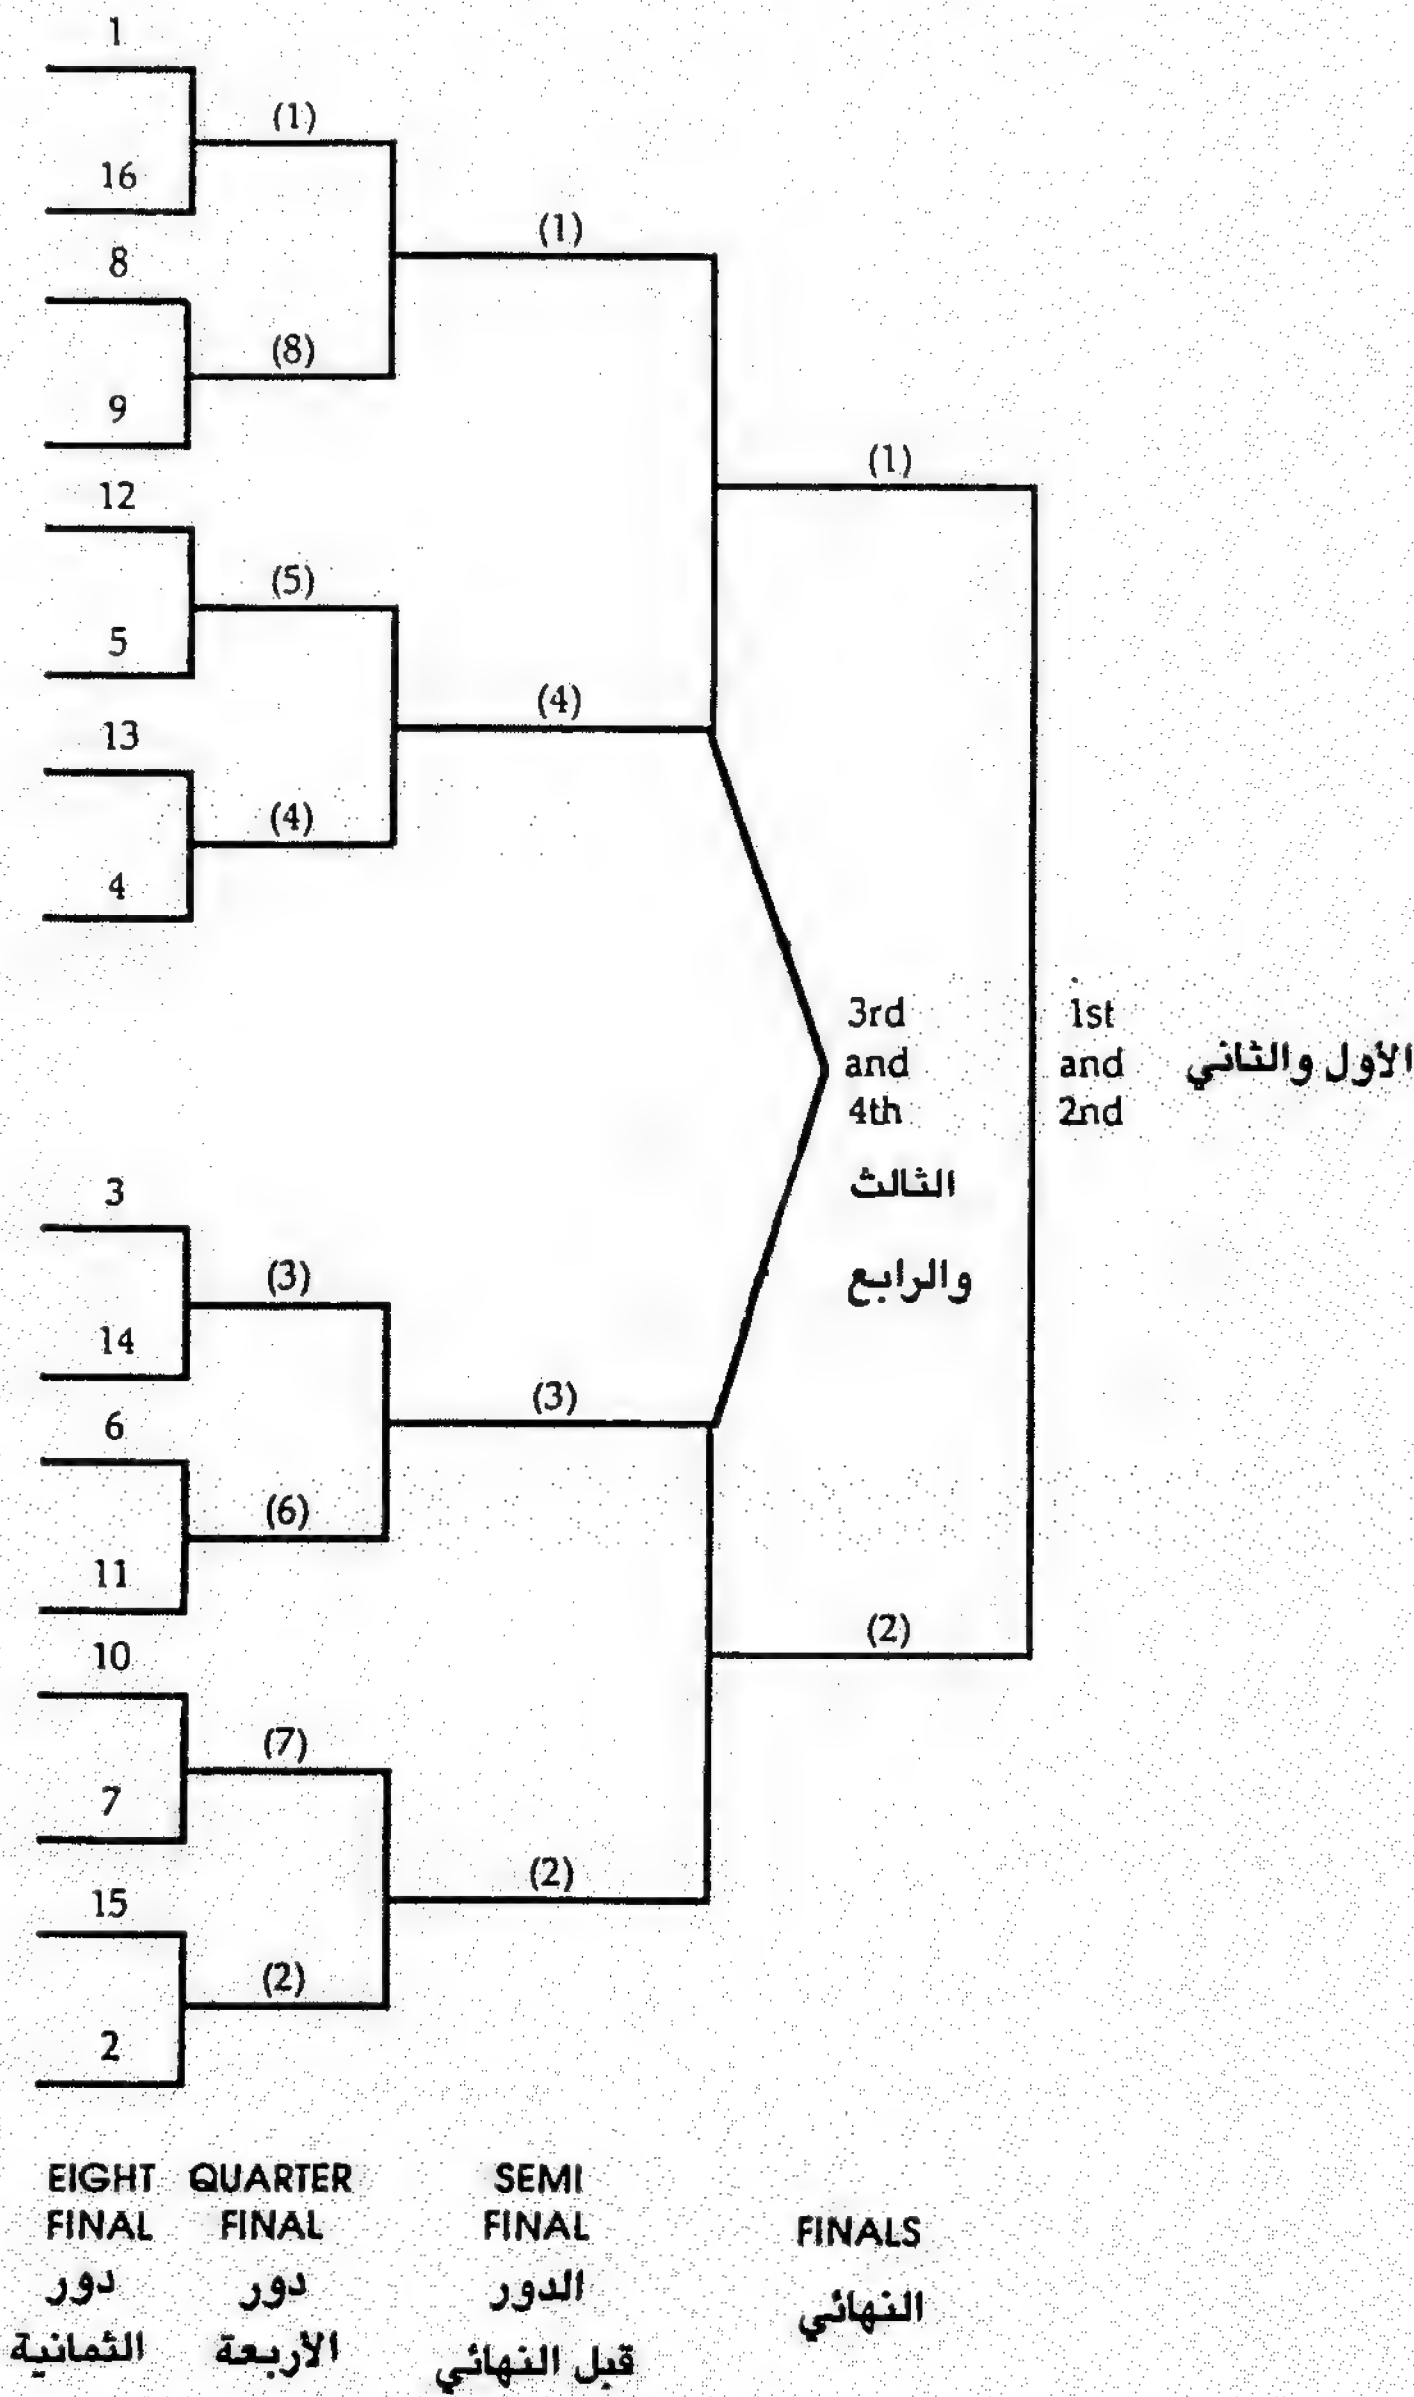 1
(1)
16
(1)
8
(8)
9
(1)
12
(5)
5
(4)
13
(4)
4
3rd
and
4th
الثالث
والرابع
1st
and
2nd
الأول والثاني
3
(3)
14
(3)
6
(6)
11
(2)
10
(7)
7
(2)
15
(2)
2
EIGHT
FINAL
دور
الثمانية
QUARTER
FINAL
دور
الأربعة
SEMI
FINAL
الدور
قبل النهائي
FINALS
النهائي